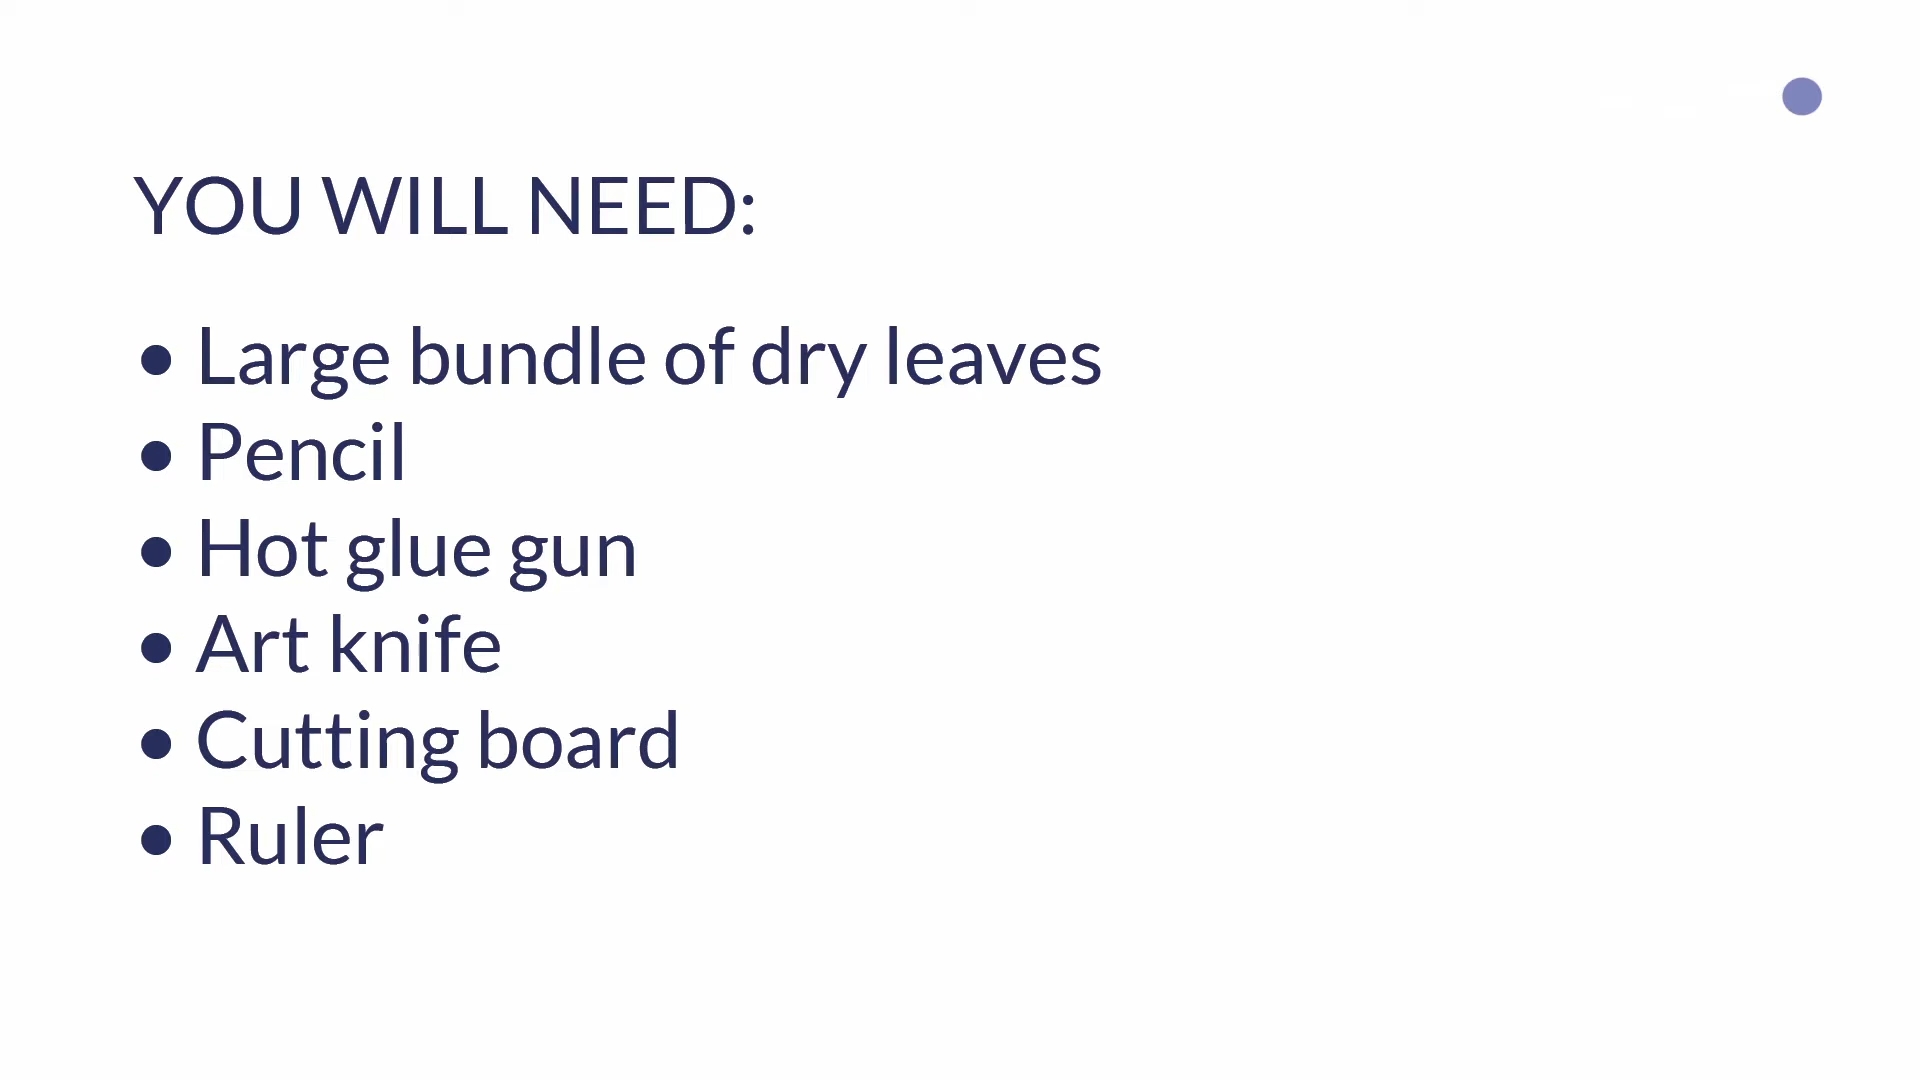 YOU WILL NEED:
• Large bundle of dry leaves
• Pencil
• Hot glue gun
• Art knife
• Cutting board
• Ruler